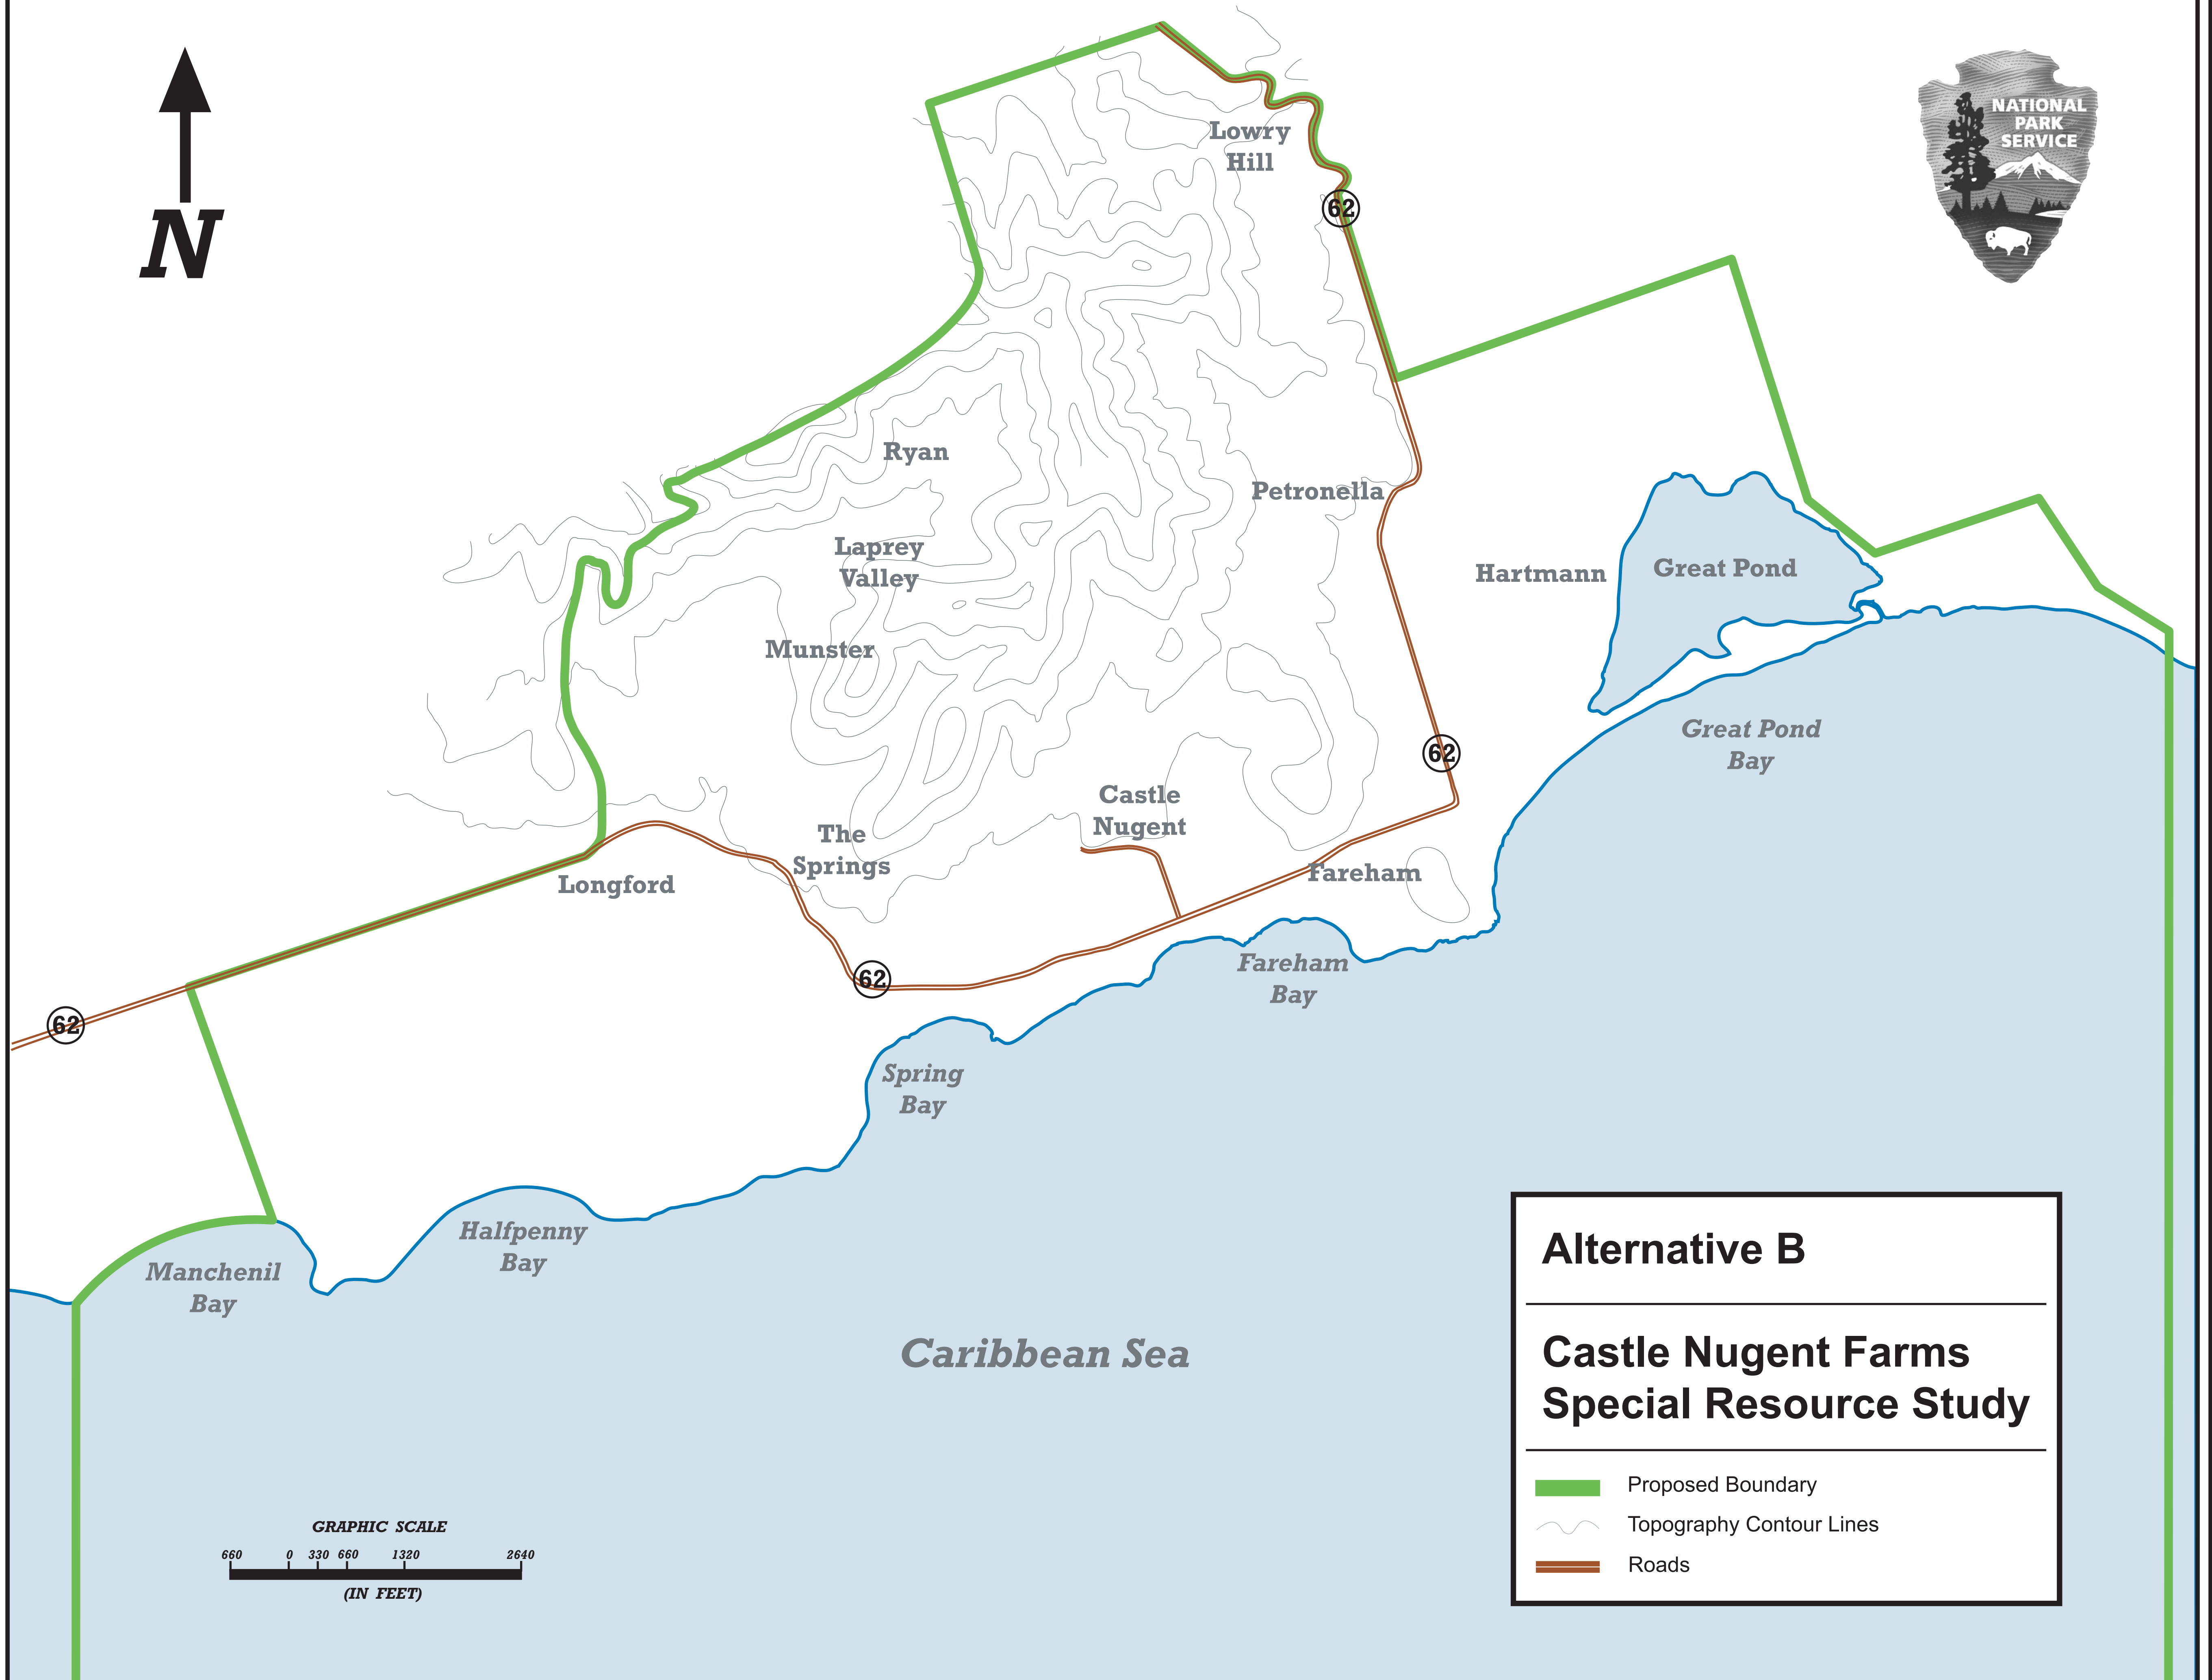 N
NATIONAL
PARK
SERVICE
Lowry
Hill
62
Ryan
Petronella
Laprey
Valley
Hartmann
Great Pond
Munster
Great Pond
Bay
62
Castle
Nugent
The
Springs
Longford
Fareham
Fareham
Bay
62
62
Spring
Bay
Halfpenny
Bay
Manchenil
Bay
Caribbean Sea
Alternative B
Castle Nugent Farms
Special Resource Study
Proposed Boundary
Topography Contour Lines
Roads
GRAPHIC SCALE
660 0 330 660 1320 2640
(IN FEET)